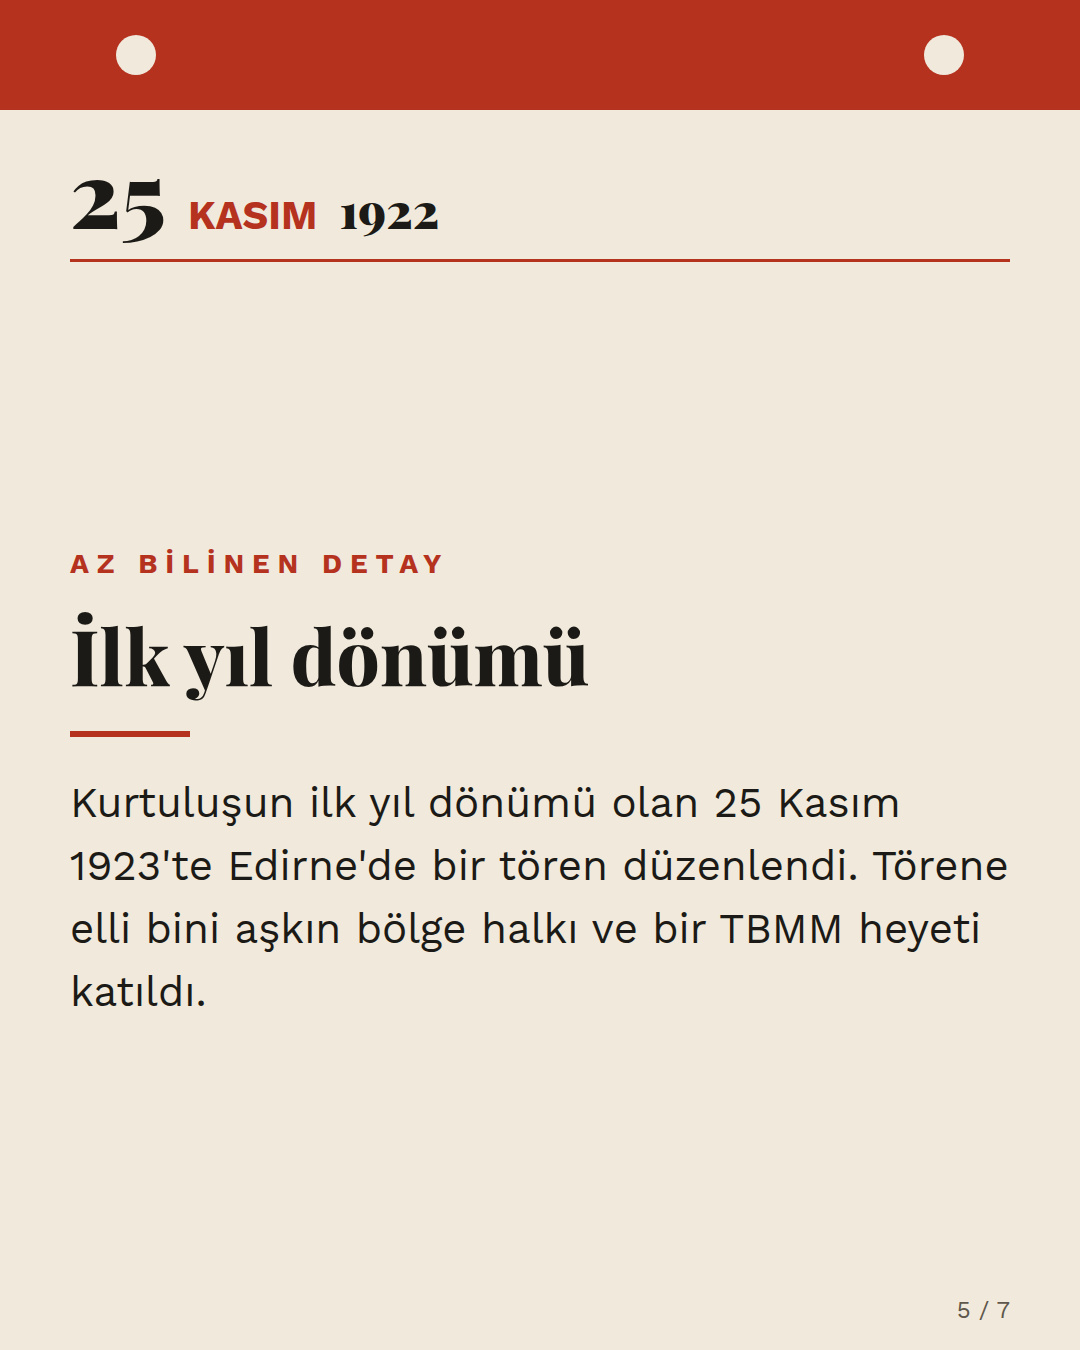 25 KASIM 1922
AZ BİLİNEN DETAY
İlk yıl dönümü
Kurtuluşun ilk yıl dönümü olan 25 Kasım
1923'te Edirne'de bir tören düzenlendi. Törene
elli bini aşkın bölge halkı ve bir TBMM heyeti
katıldı.
5 / 7